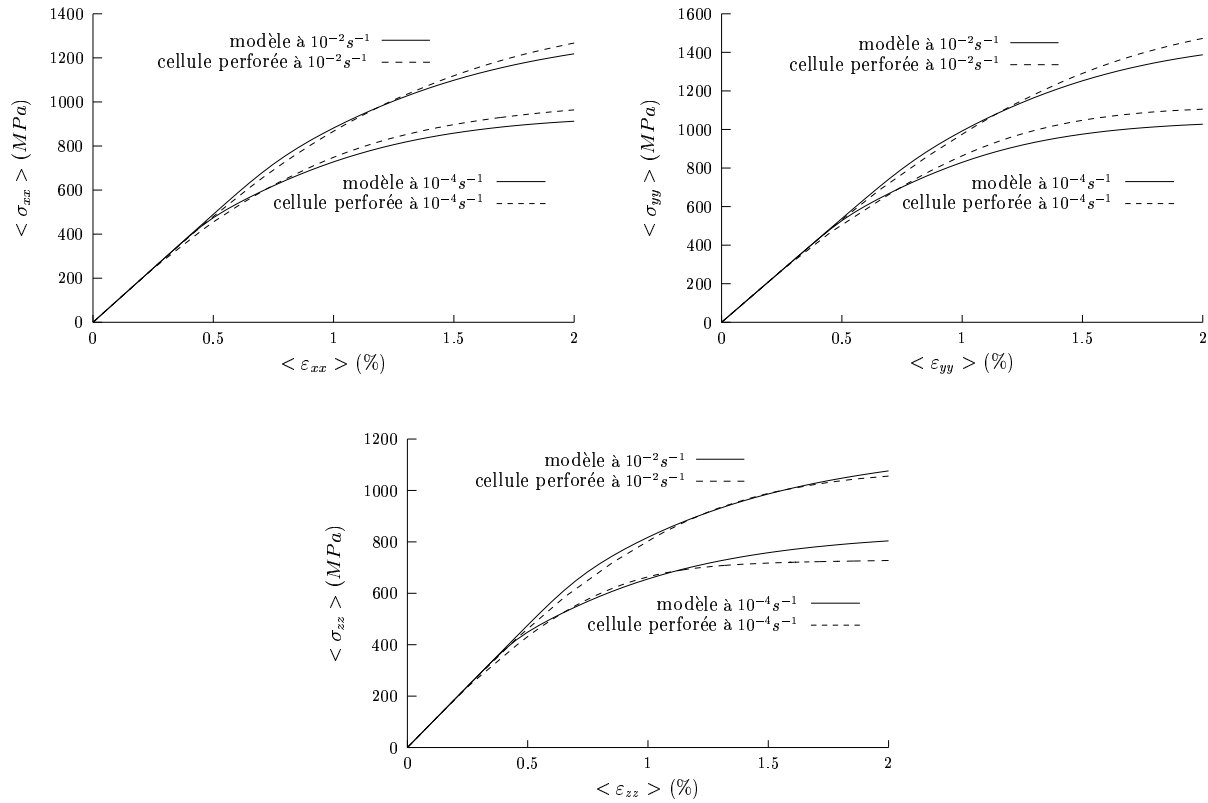 1400
1200
1000
800
600
400
200
0
< σxx > (MPa)
modèle à 10⁻²s⁻¹
cellule perforée à 10⁻²s⁻¹
modèle à 10⁻⁴s⁻¹
cellule perforée à 10⁻⁴s⁻¹
0 0.5 1 1.5 2
< εxx > (%)
1600
1400
1200
1000
800
600
400
200
0
< σyy > (MPa)
modèle à 10⁻²s⁻¹
cellule perforée à 10⁻²s⁻¹
modèle à 10⁻⁴s⁻¹
cellule perforée à 10⁻⁴s⁻¹
0 0.5 1 1.5 2
< εyy > (%)
1200
1000
800
600
400
200
0
< σzz > (MPa)
modèle à 10⁻²s⁻¹
cellule perforée à 10⁻²s⁻¹
modèle à 10⁻⁴s⁻¹
cellule perforée à 10⁻⁴s⁻¹
0 0.5 1 1.5 2
< εzz > (%)